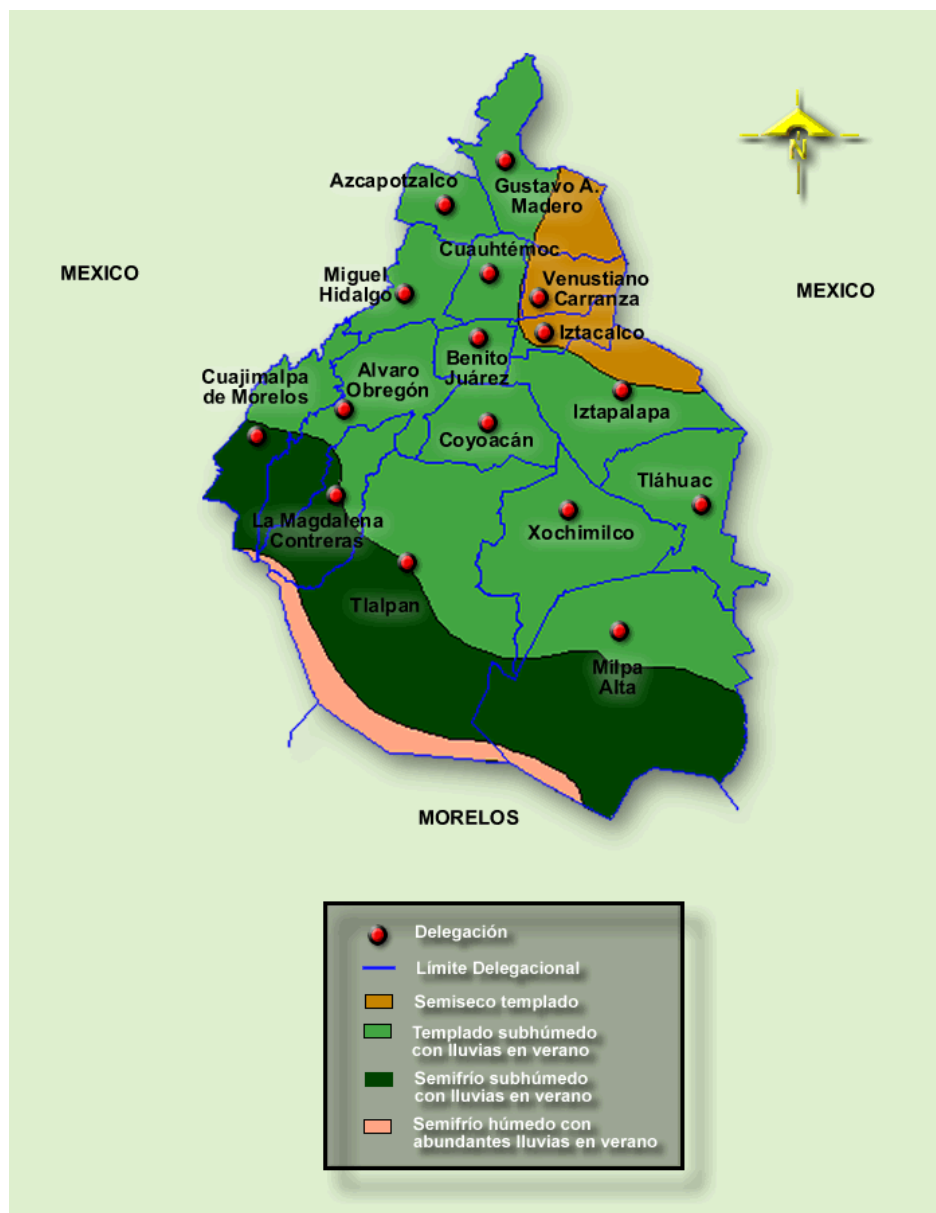 Azcapotzalco
Gustavo A.
Madero
N
Cuauhtémoc
MEXICO
Miguel
Hidalgo
Venustiano
Carranza
MEXICO
Iztacalco
Benito
Juárez
Alvaro
Obregón
Cuajimalpa
de Morelos
Iztapalapa
Coyoacán
Tláhuac
La Magdalena
Contreras
Xochimilco
Tlalpan
Milpa
Alta
MORELOS
Delegación
Límite Delegacional
Semiseco templado
Templado subhúmedo
con lluvias en verano
Semifrío subhúmedo
con lluvias en verano
Semifrío húmedo con
abundantes lluvias en verano